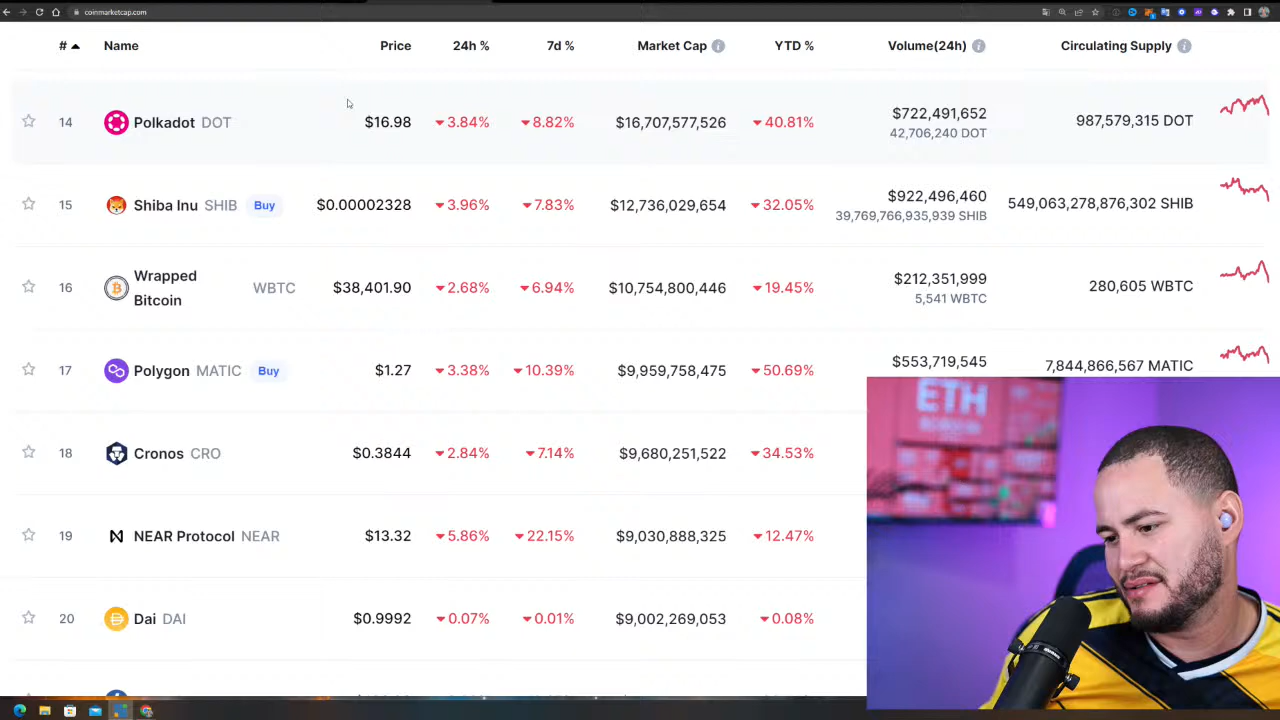 coinmarketcap.com
# Name Price 24h % 7d % Market Cap YTD % Volume(24h) Circulating Supply
14 Polkadot DOT $16.98 3.84% 8.82% $16,707,577,526 40.81% $722,491,652 987,579,315 DOT
42,706,240 DOT
15 Shiba Inu SHIB Buy $0.00002328 3.96% 7.83% $12,736,029,654 32.05% $922,496,460 549,063,278,876,302 SHIB
39,769,766,935,939 SHIB
16 Wrapped Bitcoin WBTC $38,401.90 2.68% 6.94% $10,754,800,446 19.45% $212,351,999 280,605 WBTC
5,541 WBTC
17 Polygon MATIC Buy $1.27 3.38% 10.39% $9,959,758,475 50.69% $553,719,545 7,844,866,567 MATIC
18 Cronos CRO $0.3844 2.84% 7.14% $9,680,251,522 34.53%
19 NEAR Protocol NEAR $13.32 5.86% 22.15% $9,030,888,325 12.47%
20 Dai DAI $0.9992 0.07% 0.01% $9,002,269,053 0.08%
ETH